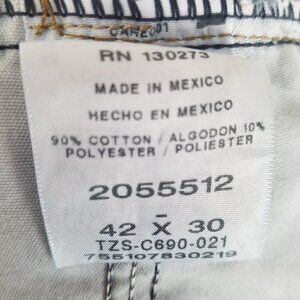 RN 130273
MADE IN MEXICO
HECHO EN MEXICO
90% COTTON / ALGODON 10%
POLYESTER / POLIESTER
2055512
-
42 X 30
TZS-C690-021
755107830219